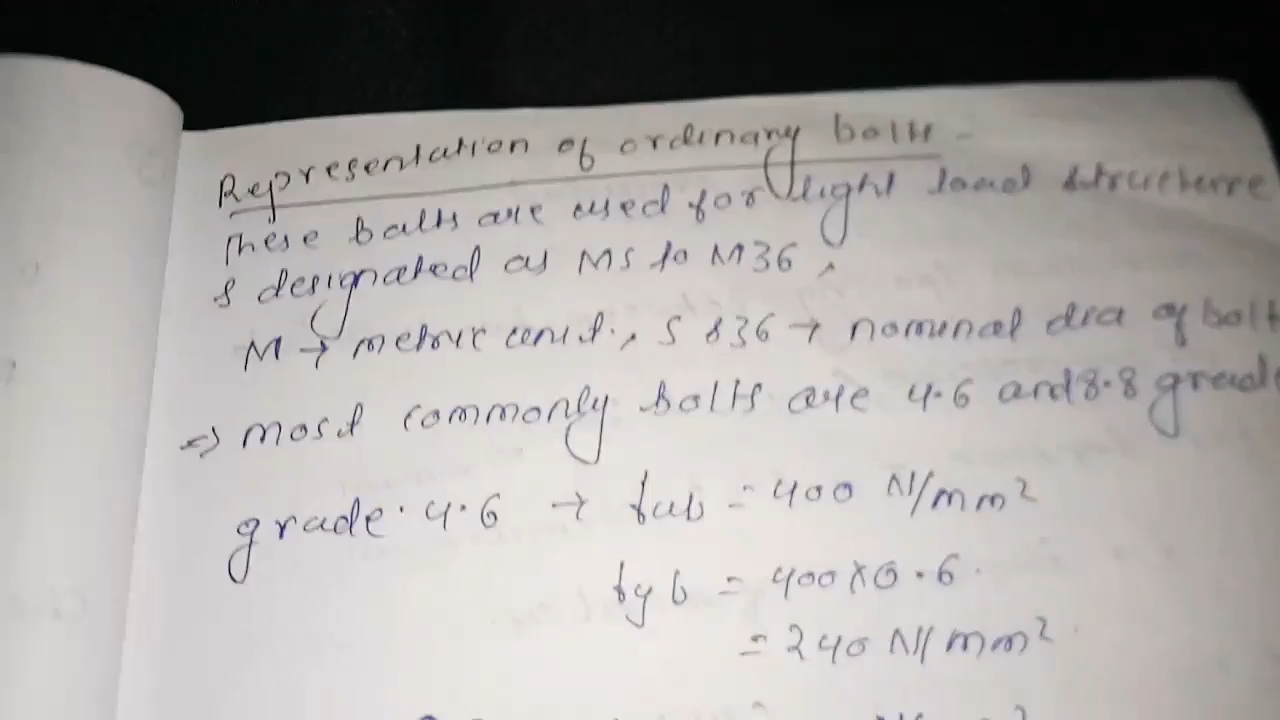 Representation of ordinary bolts -
These bolts are used for light load structure
& designated as M5 to M36,
M → metric unit, 5 & 36 → nominal dia of bolt
⇒ most commonly bolts are 4.6 and 8.8 grade
grade 4.6 → fub = 400 N/mm²
fyb = 400×0.6
= 240 N/mm²